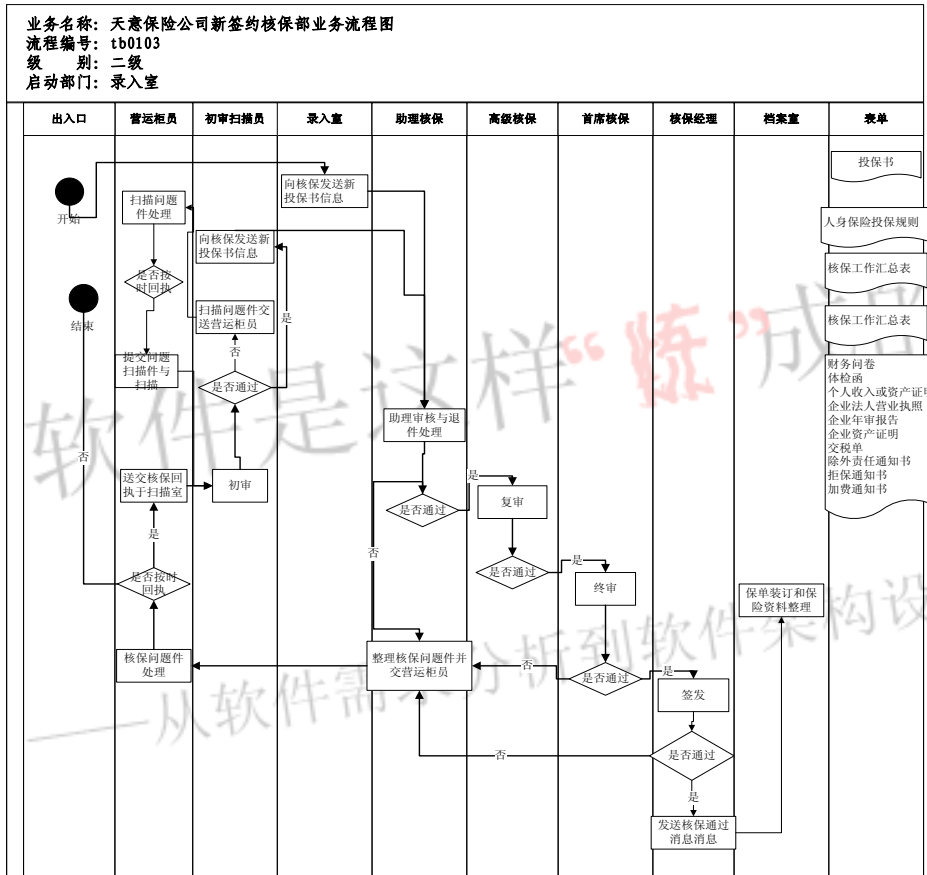 业务名称：天意保险公司新签约核保部业务流程图
流程编号：tb0103
级　　别：二级
启动部门：录入室
出入口
营运柜员
初审扫描员
录入室
助理核保
高级核保
首席核保
核保经理
档案室
表单
开始
结束
扫描问题
件处理
是否按
时回执
提交问题
扫描件与
扫描
否
送交核保回
执于扫描室
是
是否按时
回执
核保问题件
处理
向核保发送新
投保书信息
扫描问题件交
送营运柜员
否
是
是否通过
初审
向核保发送新
投保书信息
助理审核与退
件处理
是否通过
是
否
整理核保问题件并
交营运柜员
复审
是否通过
是
否
终审
是否通过
是
否
签发
是否通过
是
发送核保通过
消息消息
保单装订和保
险资料整理
投保书
人身保险投保规则
核保工作汇总表
核保工作汇总表
财务问卷
体检函
个人收入或资产证明
企业法人营业执照
企业年审报告
企业资产证明
交税单
除外责任通知书
拒保通知书
加费通知书
软件是这样“炼”成的
——从软件需求分析到软件架构设